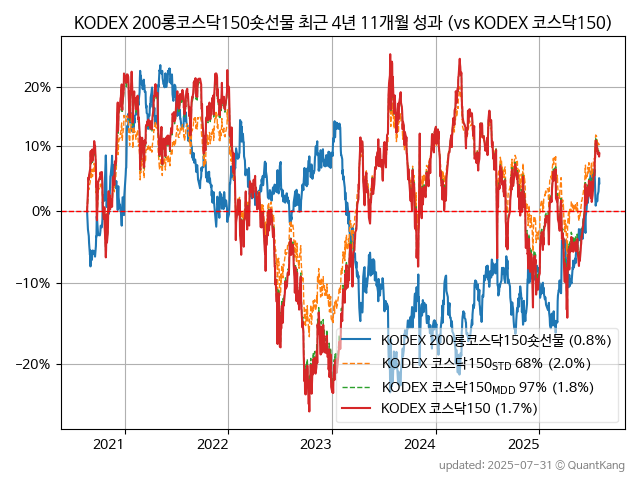 KODEX 200롱코스닥150숏선물 최근 4년 11개월 성과 (vs KODEX 코스닥150)
20%
10%
0%
−10%
−20%
KODEX 200롱코스닥150숏선물 (0.8%)
KODEX 코스닥150STD 68% (2.0%)
KODEX 코스닥150MDD 97% (1.8%)
KODEX 코스닥150 (1.7%)
2021 2022 2023 2024 2025
updated: 2025-07-31 © QuantKang